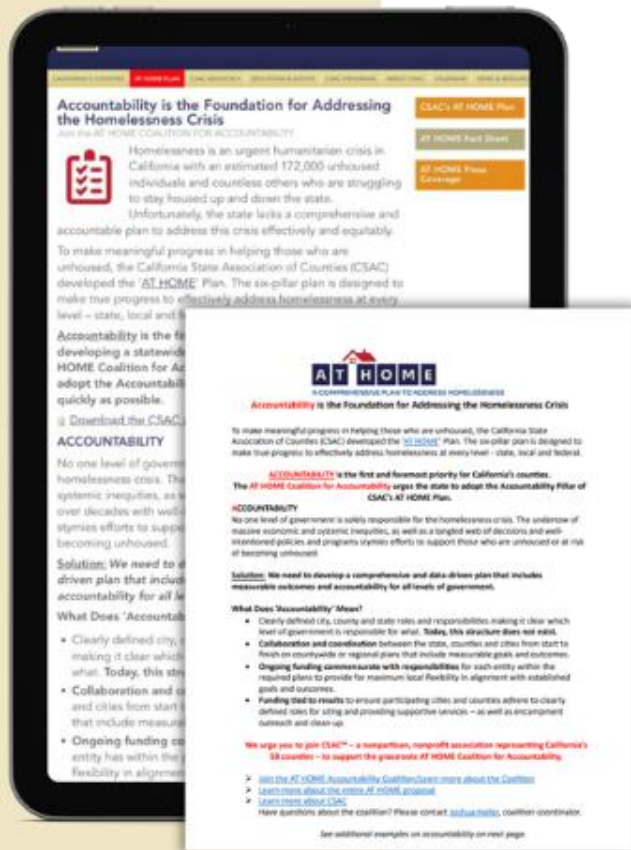 AT HOME PLAN
Accountability is the Foundation for Addressing
the Homelessness Crisis
Join the AT HOME COALITION FOR ACCOUNTABILITY
Homelessness is an urgent humanitarian crisis in
California with an estimated 172,000 unhoused
individuals and countless others who are struggling
to stay housed up and down the state.
Unfortunately, the state lacks a comprehensive and
accountable plan to address this crisis effectively and equitably.
To make meaningful progress in helping those who are
unhoused, the California State Association of Counties (CSAC)
developed the 'AT HOME' Plan. The six-pillar plan is designed to
make true progress to effectively address homelessness at every
level – state, local and f
Accountability is the fi
developing a statewide
HOME Coalition for Ac
adopt the Accountabili
quickly as possible.
Download the CSAC
ACCOUNTABILITY
No one level of governm
homelessness crisis. The
systemic inequities, as w
over decades with well-
stymies efforts to suppo
becoming unhoused.
Solution: We need to d
driven plan that includ
accountability for all le
What Does 'Accountab
• Clearly defined city, c
making it clear which
what. Today, this stru
• Collaboration and co
and cities from start t
that include measura
• Ongoing funding co
entity has within the p
flexibility in alignmen
CSAC's AT HOME Plan
AT HOME Fact Sheet
AT HOME Press
Coverage
AT HOME
A COMPREHENSIVE PLAN TO ADDRESS HOMELESSNESS
Accountability is the Foundation for Addressing the Homelessness Crisis
To make meaningful progress in helping those who are unhoused, the California State
Association of Counties (CSAC) developed the 'AT HOME' Plan. The six-pillar plan is designed to
make true progress to effectively address homelessness at every level - state, local and federal.
ACCOUNTABILITY is the first and foremost priority for California's counties.
The AT HOME Coalition for Accountability urges the state to adopt the Accountability Pillar of
CSAC's AT HOME Plan.
ACCOUNTABILITY
No one level of government is solely responsible for the homelessness crisis. The undertow of
massive economic and systemic inequities, as well as a tangled web of decisions and well-
intentioned policies and programs stymies efforts to support those who are unhoused or at risk
of becoming unhoused.
Solution: We need to develop a comprehensive and data-driven plan that includes
measurable outcomes and accountability for all levels of government.
What Does 'Accountability' Mean?
• Clearly defined city, county and state roles and responsibilities making it clear which
level of government is responsible for what. Today, this structure does not exist.
• Collaboration and coordination between the state, counties and cities from start to
finish on countywide or regional plans that include measurable goals and outcomes.
• Ongoing funding commensurate with responsibilities for each entity within the
required plans to provide for maximum local flexibility in alignment with established
goals and outcomes.
• Funding tied to results to ensure participating cities and counties adhere to clearly
defined roles for siting and providing supportive services – as well as encampment
outreach and clean-up.
We urge you to join CSAC – a nonpartisan, nonprofit association representing California's
58 counties – to support the grassroots AT HOME Coalition for Accountability.
➢ Join the AT HOME Accountability Coalition/Learn more about the Coalition
➢ Learn more about the entire AT HOME proposal
➢ Learn more about CSAC
Have questions about the coalition? Please contact coalition coordinator.
See additional examples on accountability on next page.